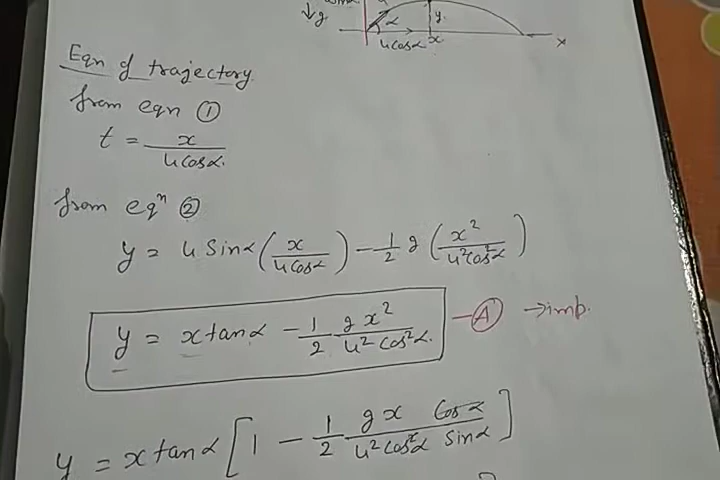 ↓g α y.
u cosα x x
Eqn of trajectory
from eqn ①
t = x / u cosα.
from eqⁿ ②
y = u sinα (x / u cosα) − 1/2 g (x² / u² cos²α)
y = x tanα − 1/2 g x² / u² cos²α. — Ⓐ → imp.
y = x tanα [1 − 1/2 g x cosα / u² cos²α sinα]